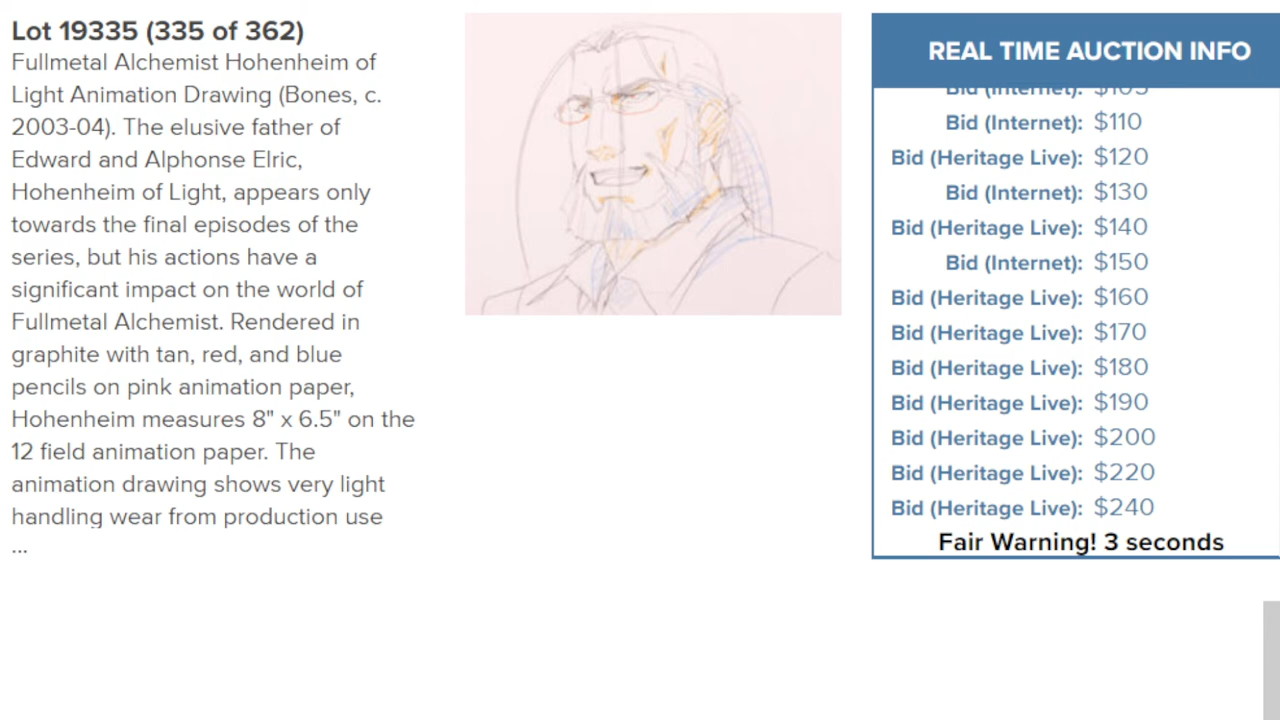 Lot 19335 (335 of 362)
Fullmetal Alchemist Hohenheim of
Light Animation Drawing (Bones, c.
2003-04). The elusive father of
Edward and Alphonse Elric,
Hohenheim of Light, appears only
towards the final episodes of the
series, but his actions have a
significant impact on the world of
Fullmetal Alchemist. Rendered in
graphite with tan, red, and blue
pencils on pink animation paper,
Hohenheim measures 8" x 6.5" on the
12 field animation paper. The
animation drawing shows very light
handling wear from production use
...
REAL TIME AUCTION INFO
Bid (Internet): $105
Bid (Internet): $110
Bid (Heritage Live): $120
Bid (Internet): $130
Bid (Heritage Live): $140
Bid (Internet): $150
Bid (Heritage Live): $160
Bid (Heritage Live): $170
Bid (Heritage Live): $180
Bid (Heritage Live): $190
Bid (Heritage Live): $200
Bid (Heritage Live): $220
Bid (Heritage Live): $240
Fair Warning! 3 seconds